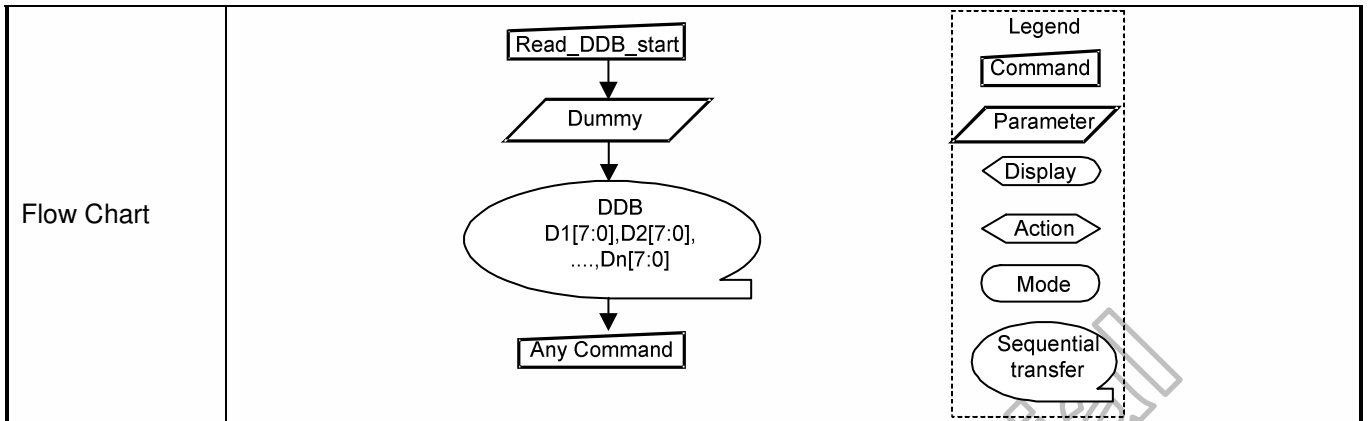 Flow Chart
Read_DDB_start
Dummy
DDB
D1[7:0],D2[7:0],
....,Dn[7:0]
Any Command
Legend
Command
Parameter
Display
Action
Mode
Sequential
transfer